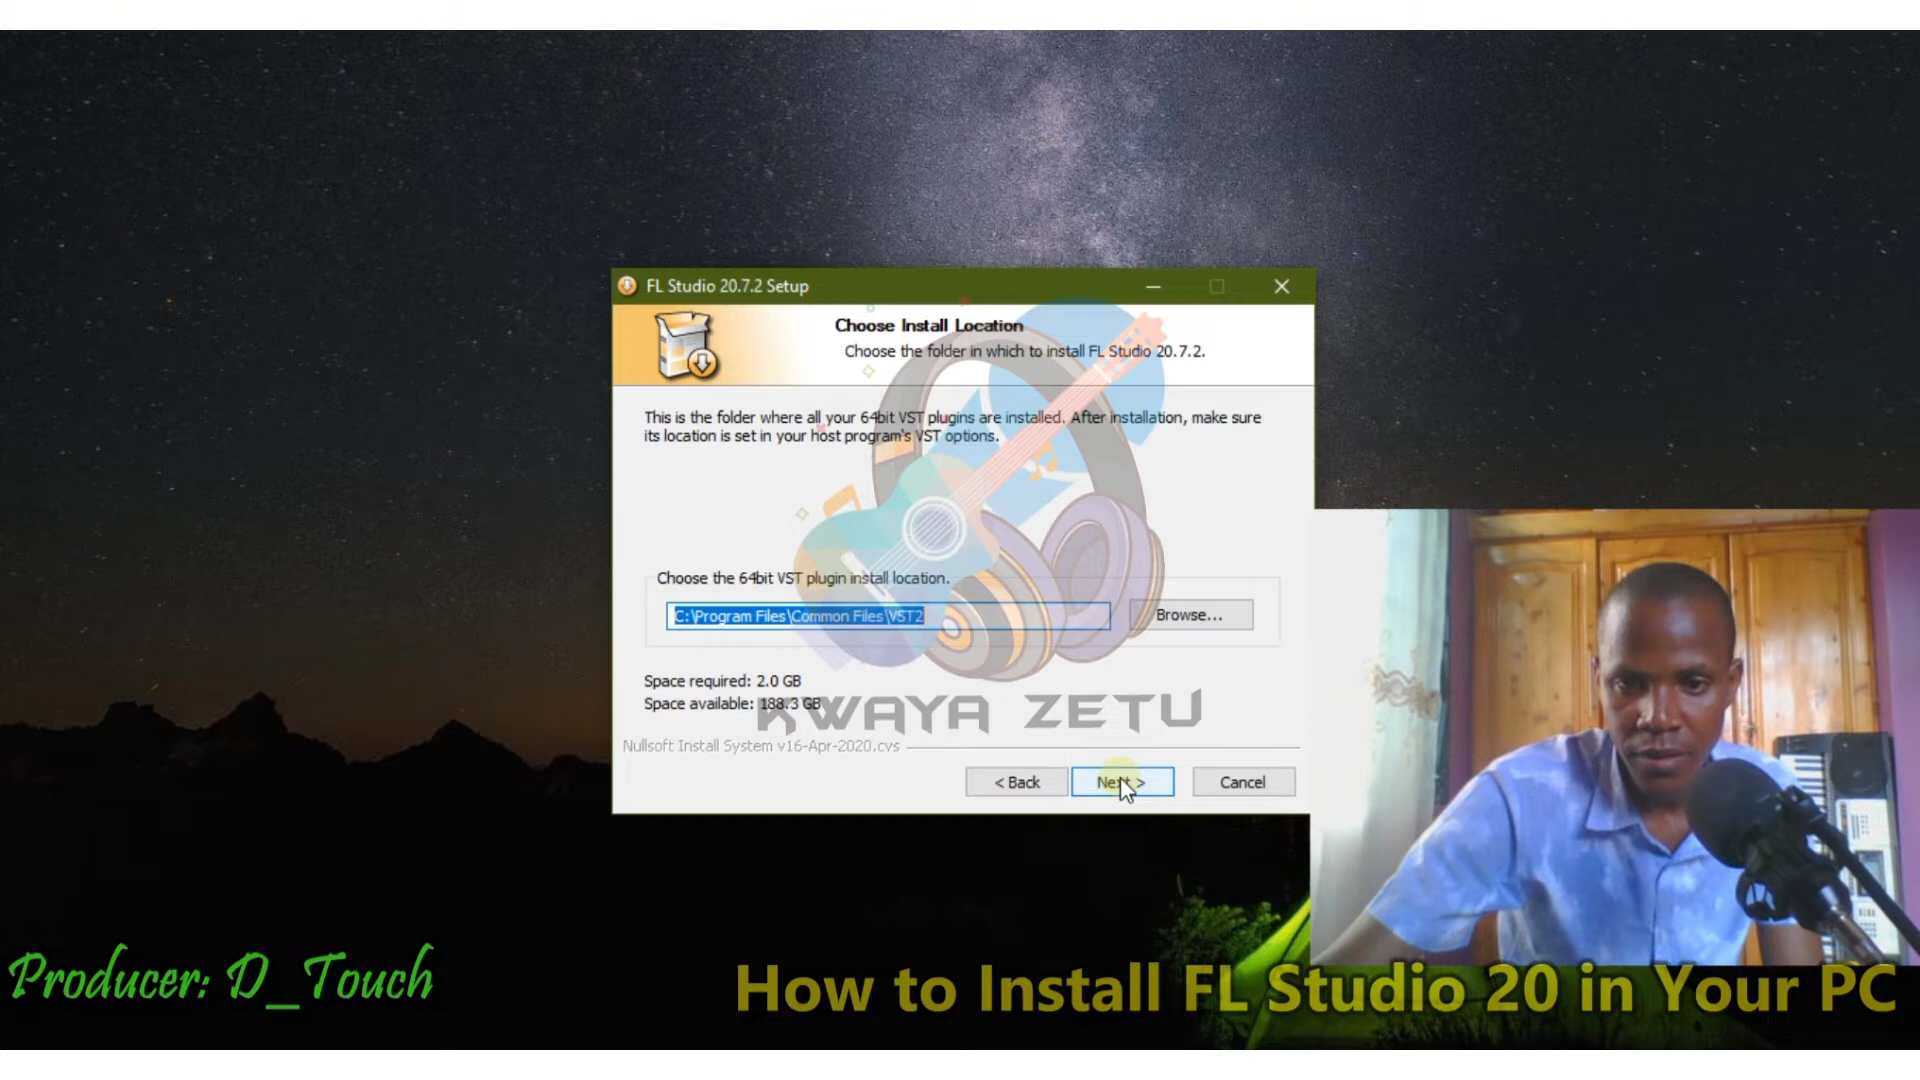 FL Studio 20.7.2 Setup
Choose Install Location
Choose the folder in which to install FL Studio 20.7.2.
This is the folder where all your 64bit VST plugins are installed. After installation, make sure
its location is set in your host program's VST options.
Choose the 64bit VST plugin install location.
C:\Program Files\Common Files\VST2
Browse...
Space required: 2.0 GB
Space available: 188.3 GB
KWAYA ZETU
Nullsoft Install System v16-Apr-2020.cvs
< Back
Next >
Cancel
Producer: D_Touch
How to Install FL Studio 20 in Your PC